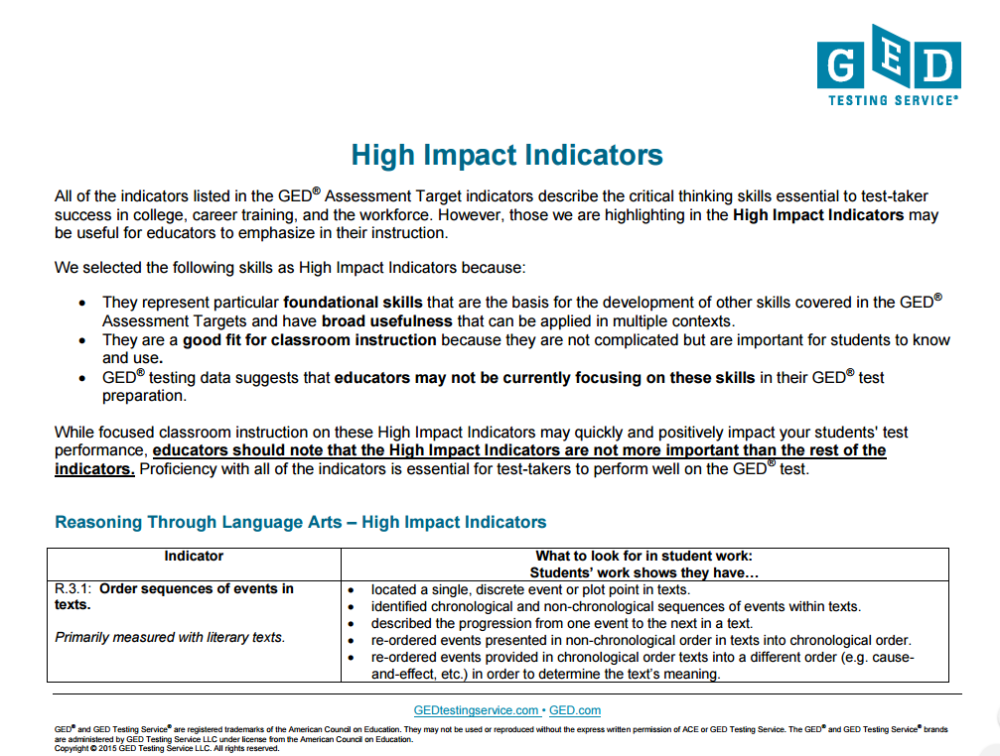 GED
TESTING SERVICE®
High Impact Indicators
All of the indicators listed in the GED® Assessment Target indicators describe the critical thinking skills essential to test-taker
success in college, career training, and the workforce. However, those we are highlighting in the High Impact Indicators may
be useful for educators to emphasize in their instruction.
We selected the following skills as High Impact Indicators because:
• They represent particular foundational skills that are the basis for the development of other skills covered in the GED®
Assessment Targets and have broad usefulness that can be applied in multiple contexts.
• They are a good fit for classroom instruction because they are not complicated but are important for students to know
and use.
• GED® testing data suggests that educators may not be currently focusing on these skills in their GED® test
preparation.
While focused classroom instruction on these High Impact Indicators may quickly and positively impact your students' test
performance, educators should note that the High Impact Indicators are not more important than the rest of the
indicators. Proficiency with all of the indicators is essential for test-takers to perform well on the GED® test.
Reasoning Through Language Arts – High Impact Indicators
Indicator
What to look for in student work:
Students' work shows they have…
R.3.1: Order sequences of events in
texts.
Primarily measured with literary texts.
• located a single, discrete event or plot point in texts.
• identified chronological and non-chronological sequences of events within texts.
• described the progression from one event to the next in a text.
• re-ordered events presented in non-chronological order in texts into chronological order.
• re-ordered events provided in chronological order texts into a different order (e.g. cause-
and-effect, etc.) in order to determine the text's meaning.
GEDtestingservice.com • GED.com
GED® and GED Testing Service® are registered trademarks of the American Council on Education. They may not be used or reproduced without the express written permission of ACE or GED Testing Service. The GED® and GED Testing Service® brands
are administered by GED Testing Service LLC under license from the American Council on Education.
Copyright © 2015 GED Testing Service LLC. All rights reserved.